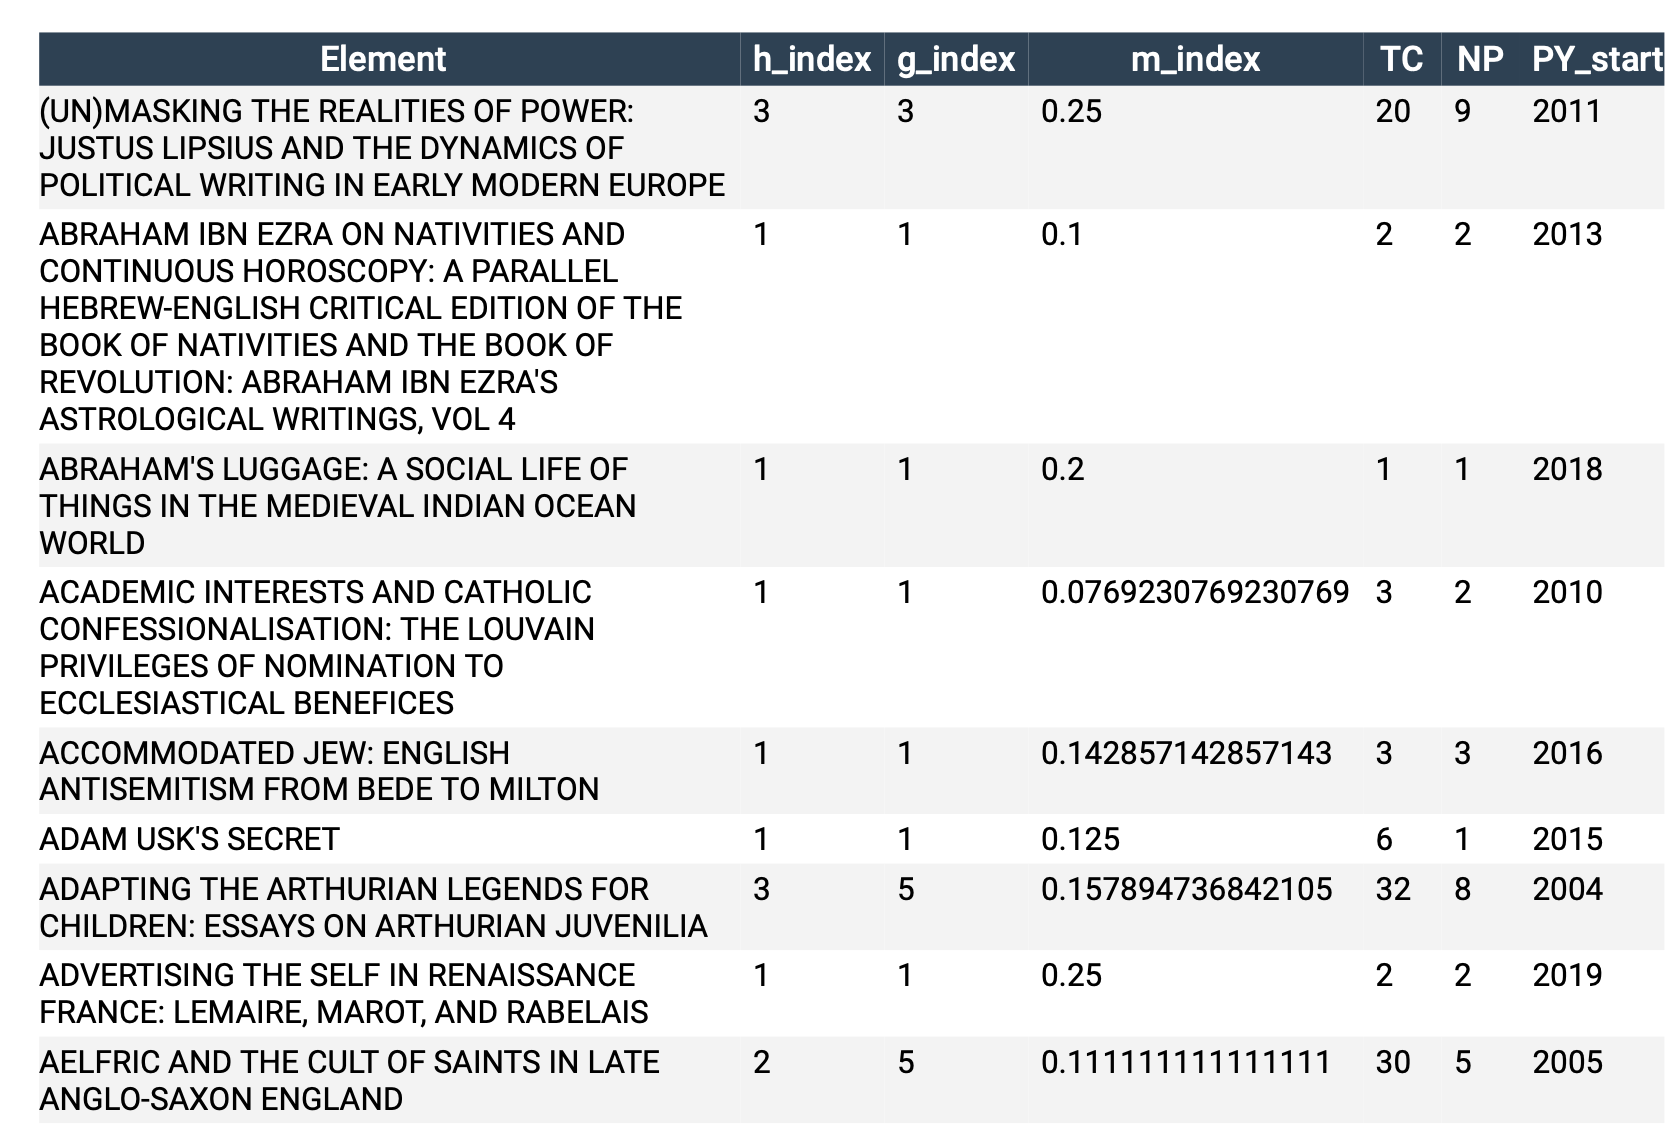 Element h_index g_index m_index TC NP PY_start
(UN)MASKING THE REALITIES OF POWER: 3 3 0.25 20 9 2011
JUSTUS LIPSIUS AND THE DYNAMICS OF
POLITICAL WRITING IN EARLY MODERN EUROPE
ABRAHAM IBN EZRA ON NATIVITIES AND 1 1 0.1 2 2 2013
CONTINUOUS HOROSCOPY: A PARALLEL
HEBREW-ENGLISH CRITICAL EDITION OF THE
BOOK OF NATIVITIES AND THE BOOK OF
REVOLUTION: ABRAHAM IBN EZRA'S
ASTROLOGICAL WRITINGS, VOL 4
ABRAHAM'S LUGGAGE: A SOCIAL LIFE OF 1 1 0.2 1 1 2018
THINGS IN THE MEDIEVAL INDIAN OCEAN
WORLD
ACADEMIC INTERESTS AND CATHOLIC 1 1 0.0769230769230769 3 2 2010
CONFESSIONALISATION: THE LOUVAIN
PRIVILEGES OF NOMINATION TO
ECCLESIASTICAL BENEFICES
ACCOMMODATED JEW: ENGLISH 1 1 0.142857142857143 3 3 2016
ANTISEMITISM FROM BEDE TO MILTON
ADAM USK'S SECRET 1 1 0.125 6 1 2015
ADAPTING THE ARTHURIAN LEGENDS FOR 3 5 0.157894736842105 32 8 2004
CHILDREN: ESSAYS ON ARTHURIAN JUVENILIA
ADVERTISING THE SELF IN RENAISSANCE 1 1 0.25 2 2 2019
FRANCE: LEMAIRE, MAROT, AND RABELAIS
AELFRIC AND THE CULT OF SAINTS IN LATE 2 5 0.111111111111111 30 5 2005
ANGLO-SAXON ENGLAND